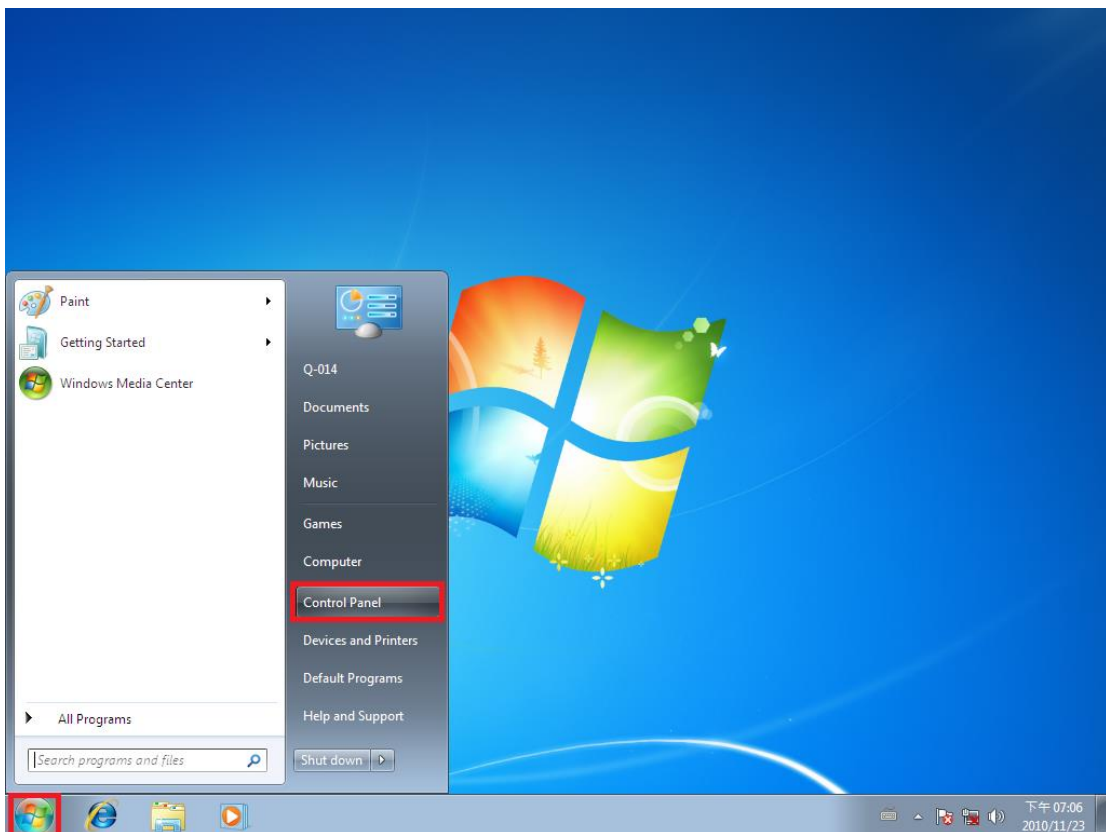 Paint
Getting Started
Windows Media Center
All Programs
Search programs and files
Q-014
Documents
Pictures
Music
Games
Computer
Control Panel
Devices and Printers
Default Programs
Help and Support
Shut down
下午 07:06
2010/11/23